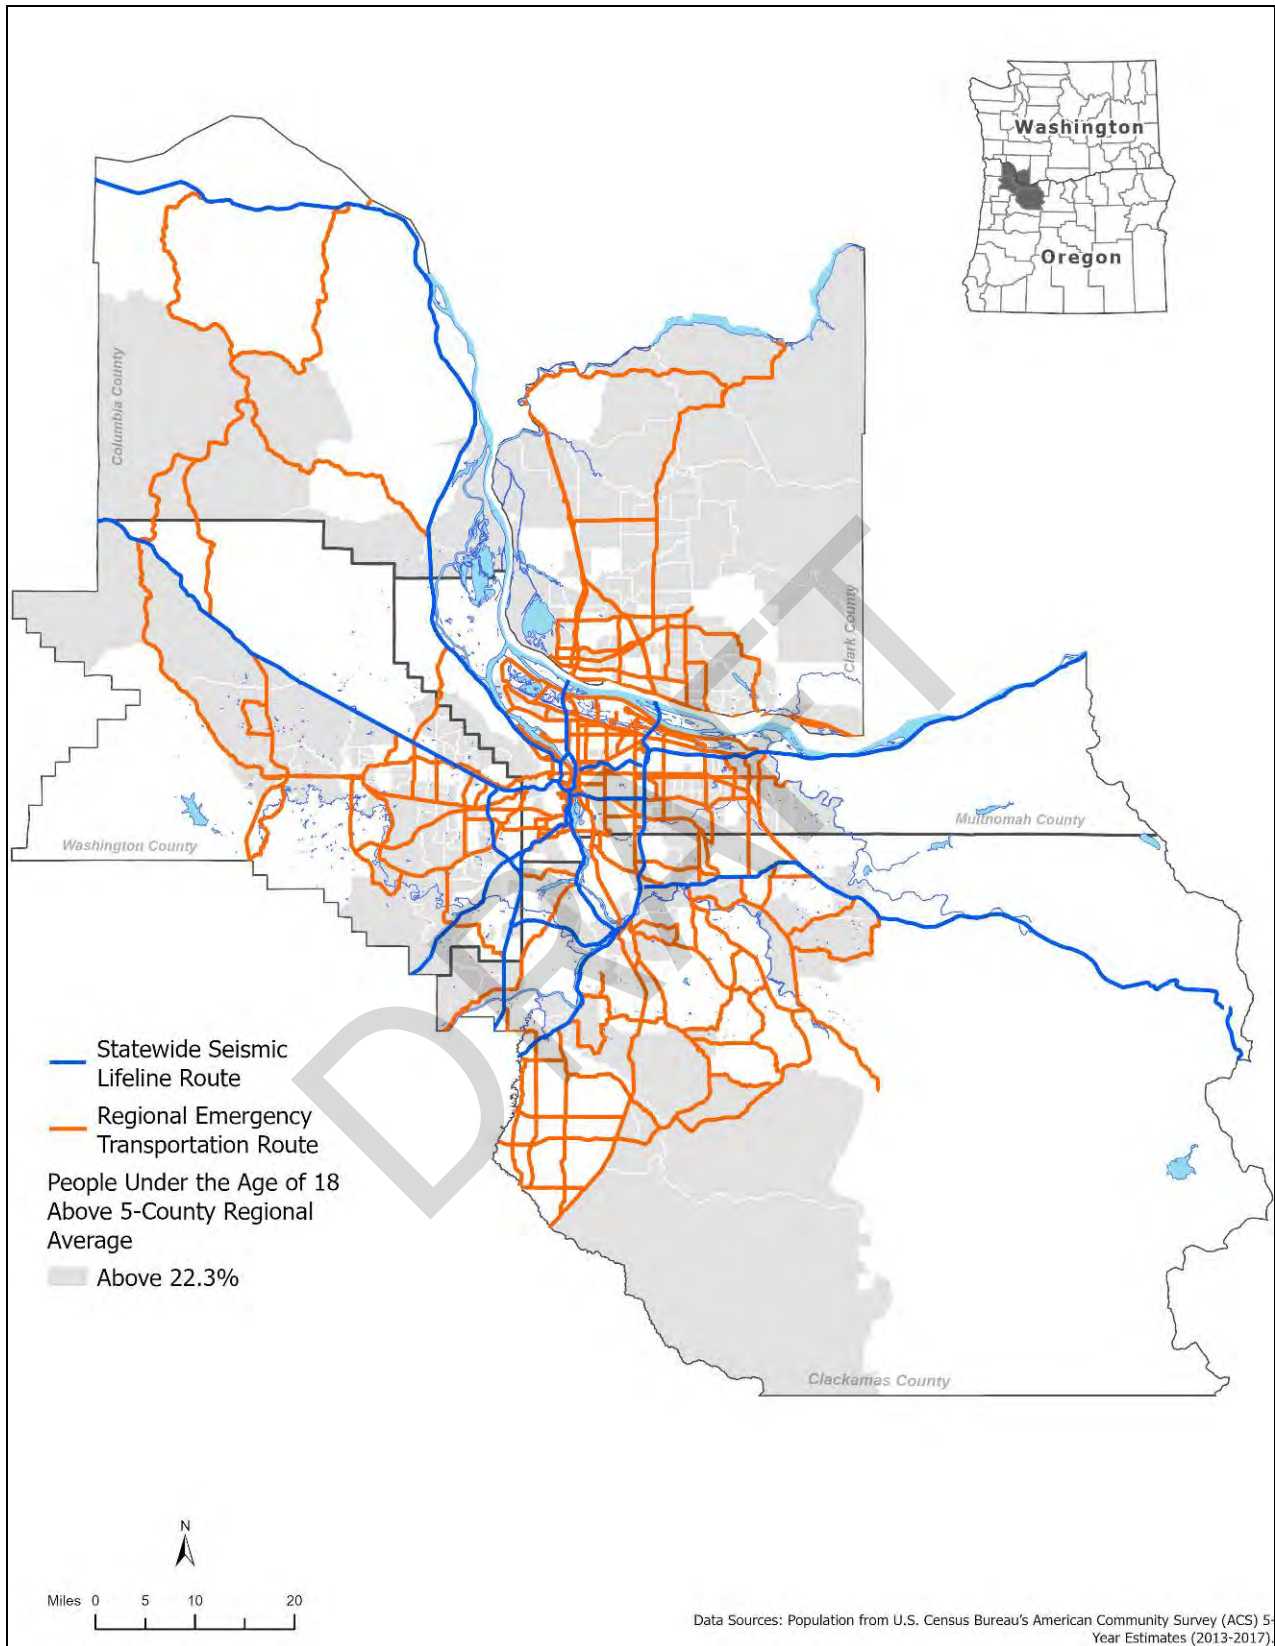 Washington
Oregon
Columbia County
Clark County
Multnomah County
Washington County
DRAFT
Statewide Seismic
Lifeline Route
Regional Emergency
Transportation Route
People Under the Age of 18
Above 5-County Regional
Average
Above 22.3%
Clackamas County
N
Miles 0 5 10 20
Data Sources: Population from U.S. Census Bureau's American Community Survey (ACS) 5-
Year Estimates (2013-2017).